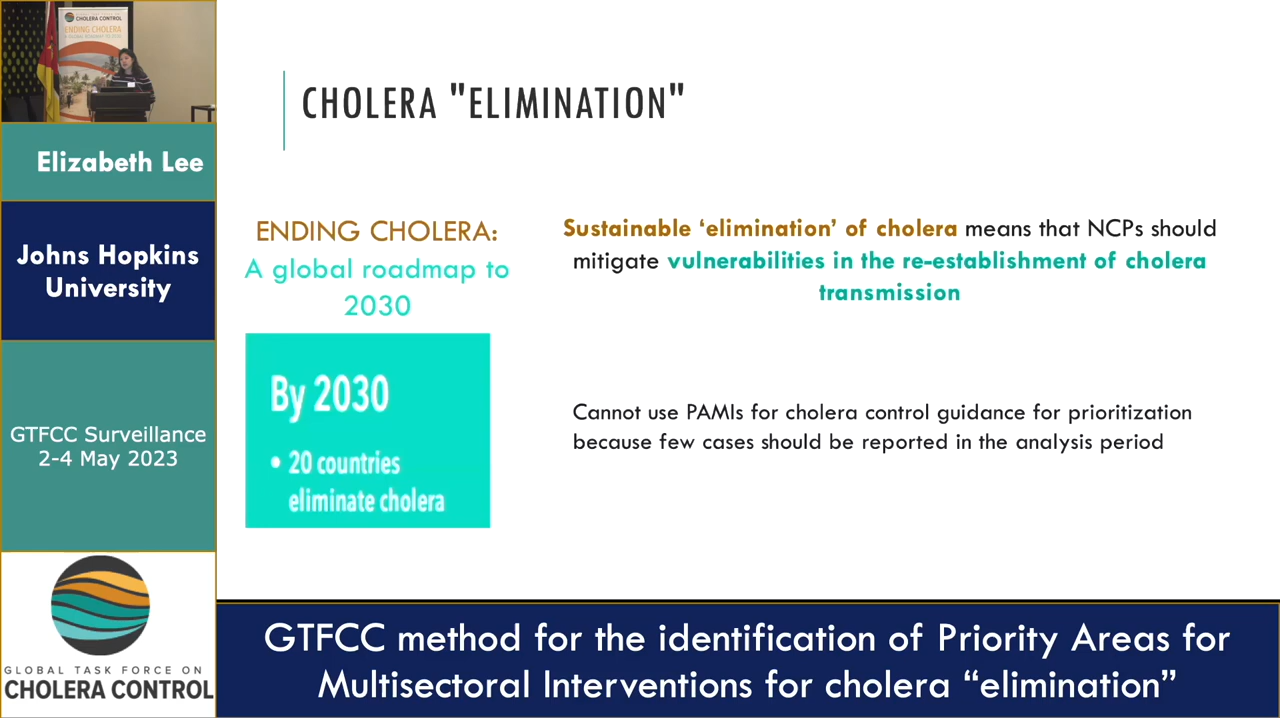 CHOLERA CONTROL
ENDING CHOLERA
Elizabeth Lee
Johns Hopkins
University
GTFCC Surveillance
2-4 May 2023
GLOBAL TASK FORCE ON
CHOLERA CONTROL
CHOLERA "ELIMINATION"
ENDING CHOLERA:
A global roadmap to
2030
By 2030
• 20 countries
eliminate cholera
Sustainable ‘elimination’ of cholera means that NCPs should
mitigate vulnerabilities in the re-establishment of cholera
transmission
Cannot use PAMIs for cholera control guidance for prioritization
because few cases should be reported in the analysis period
GTFCC method for the identification of Priority Areas for
Multisectoral Interventions for cholera “elimination”